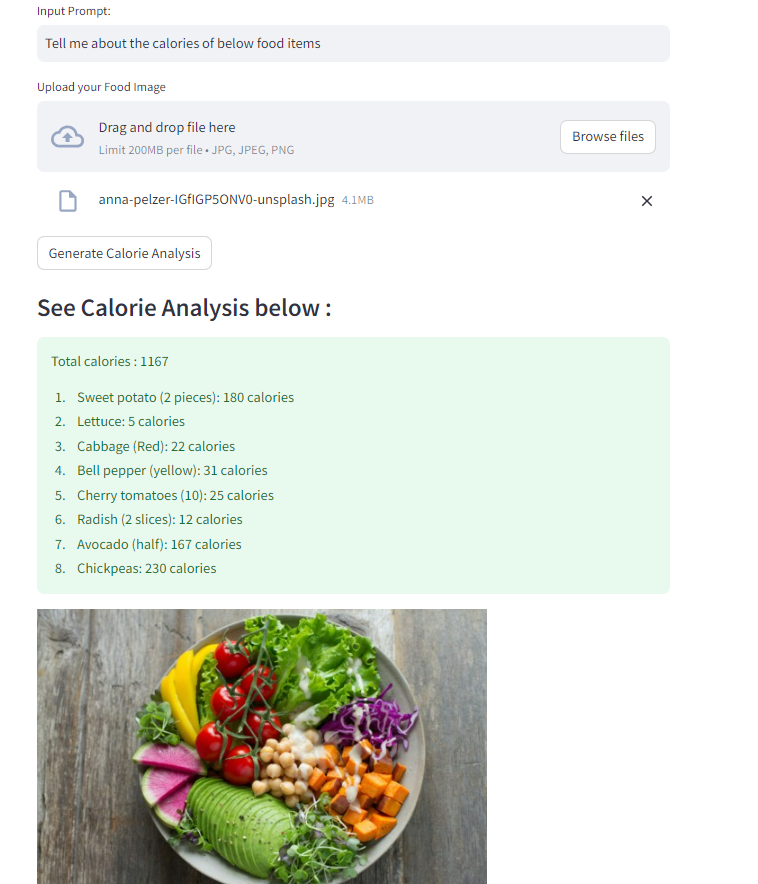 Input Prompt:
Tell me about the calories of below food items
Upload your Food Image
Drag and drop file here
Limit 200MB per file • JPG, JPEG, PNG
Browse files
anna-pelzer-IGfIGP5ONV0-unsplash.jpg 4.1MB
Generate Calorie Analysis
See Calorie Analysis below :
Total calories : 1167
1. Sweet potato (2 pieces): 180 calories
2. Lettuce: 5 calories
3. Cabbage (Red): 22 calories
4. Bell pepper (yellow): 31 calories
5. Cherry tomatoes (10): 25 calories
6. Radish (2 slices): 12 calories
7. Avocado (half): 167 calories
8. Chickpeas: 230 calories